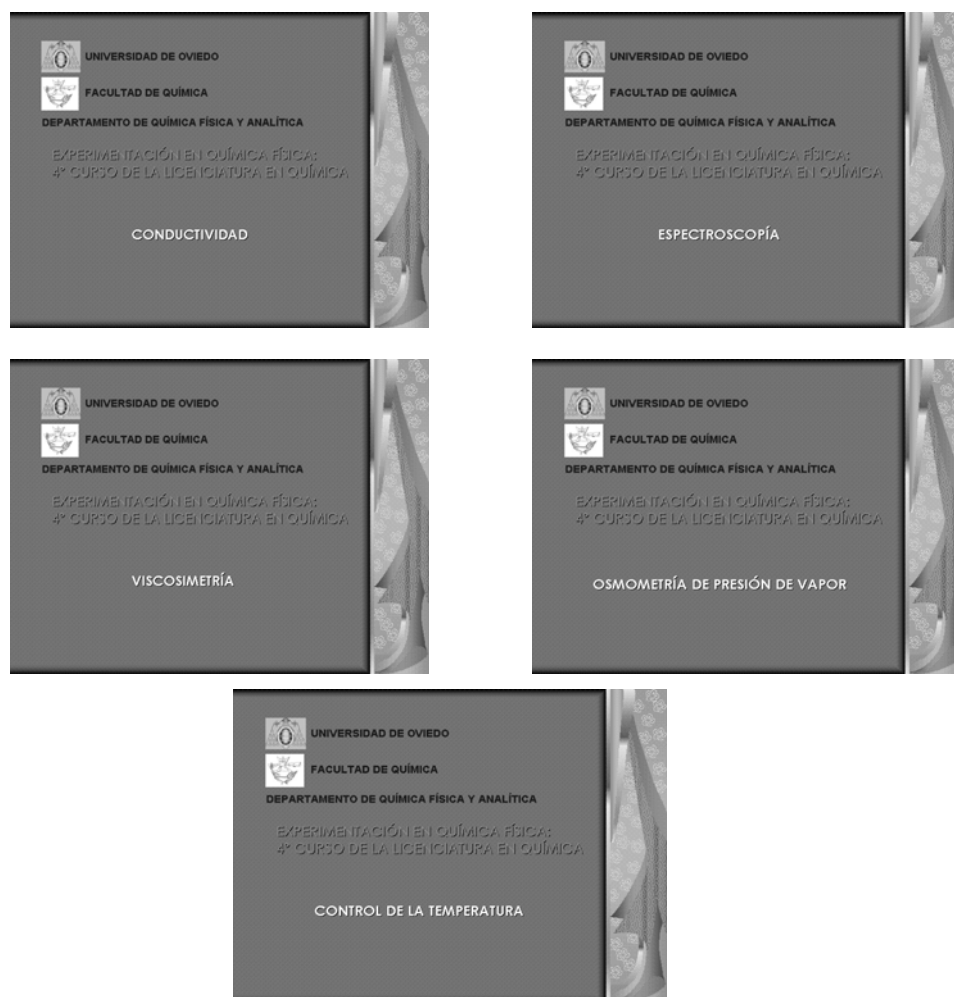 UNIVERSIDAD DE OVIEDO
FACULTAD DE QUÍMICA
DEPARTAMENTO DE QUÍMICA FÍSICA Y ANALÍTICA
EXPERIMENTACIÓN EN QUÍMICA FÍSICA:
4º CURSO DE LA LICENCIATURA EN QUÍMICA
CONDUCTIVIDAD
UNIVERSIDAD DE OVIEDO
FACULTAD DE QUÍMICA
DEPARTAMENTO DE QUÍMICA FÍSICA Y ANALÍTICA
EXPERIMENTACIÓN EN QUÍMICA FÍSICA:
4º CURSO DE LA LICENCIATURA EN QUÍMICA
ESPECTROSCOPÍA
UNIVERSIDAD DE OVIEDO
FACULTAD DE QUÍMICA
DEPARTAMENTO DE QUÍMICA FÍSICA Y ANALÍTICA
EXPERIMENTACIÓN EN QUÍMICA FÍSICA:
4º CURSO DE LA LICENCIATURA EN QUÍMICA
VISCOSIMETRÍA
UNIVERSIDAD DE OVIEDO
FACULTAD DE QUÍMICA
DEPARTAMENTO DE QUÍMICA FÍSICA Y ANALÍTICA
EXPERIMENTACIÓN EN QUÍMICA FÍSICA:
4º CURSO DE LA LICENCIATURA EN QUÍMICA
OSMOMETRÍA DE PRESIÓN DE VAPOR
UNIVERSIDAD DE OVIEDO
FACULTAD DE QUÍMICA
DEPARTAMENTO DE QUÍMICA FÍSICA Y ANALÍTICA
EXPERIMENTACIÓN EN QUÍMICA FÍSICA:
4º CURSO DE LA LICENCIATURA EN QUÍMICA
CONTROL DE LA TEMPERATURA